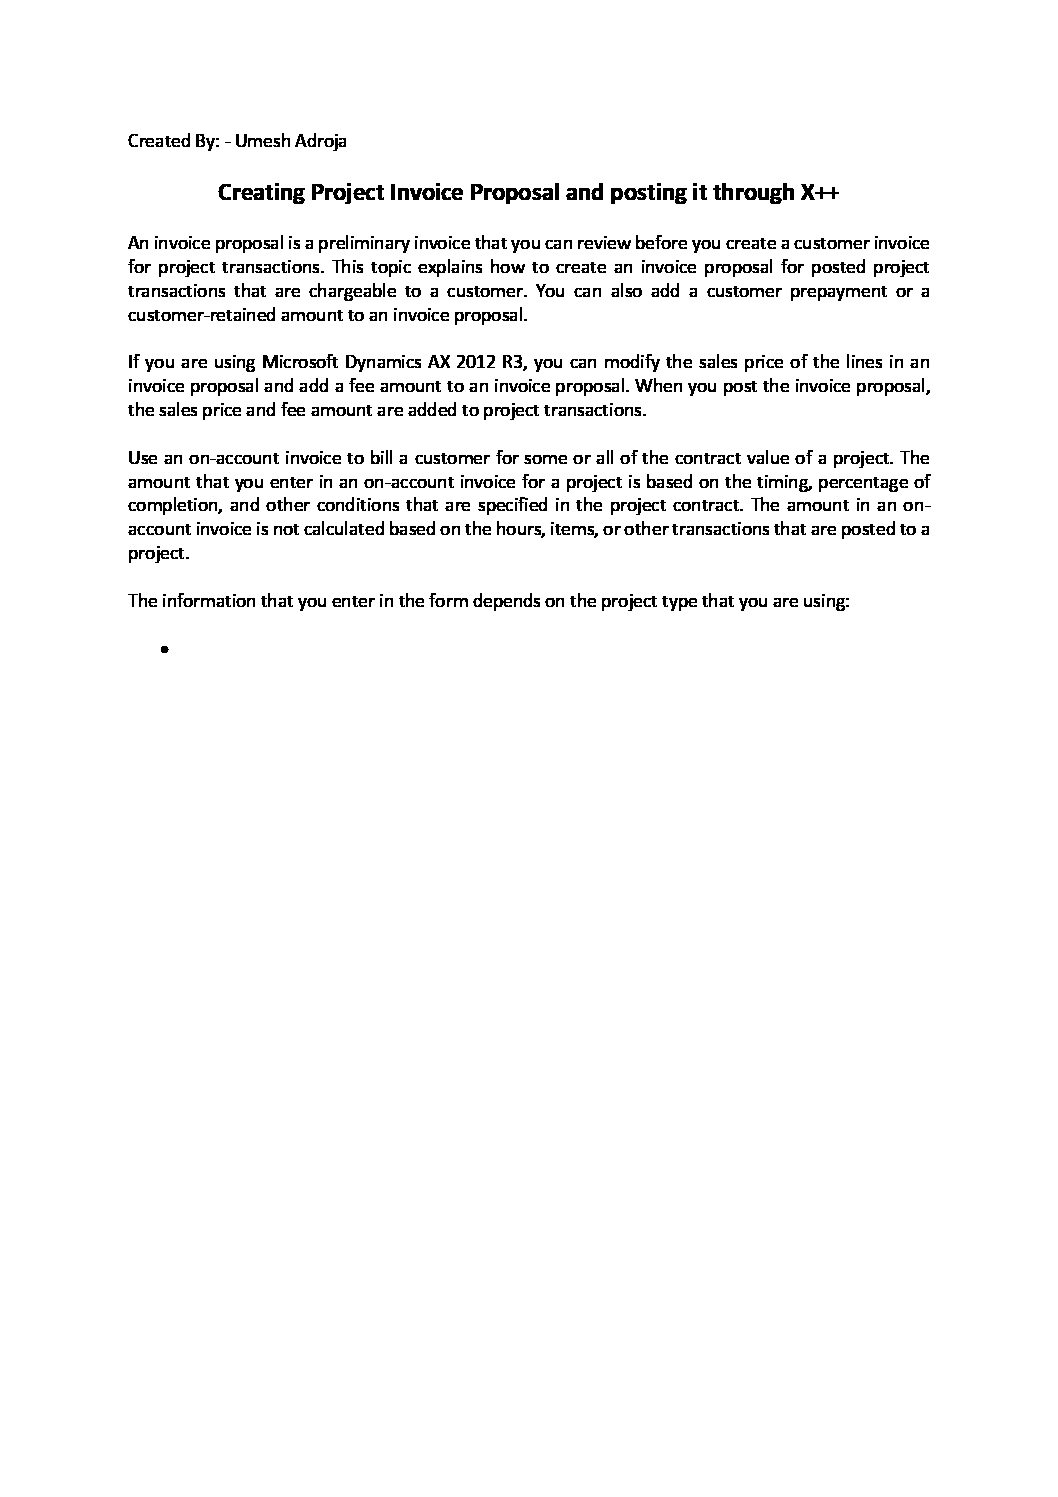 Created By: - Umesh Adroja
Creating Project Invoice Proposal and posting it through X++
An invoice proposal is a preliminary invoice that you can review before you create a customer invoice
for project transactions. This topic explains how to create an invoice proposal for posted project
transactions that are chargeable to a customer. You can also add a customer prepayment or a
customer-retained amount to an invoice proposal.
If you are using Microsoft Dynamics AX 2012 R3, you can modify the sales price of the lines in an
invoice proposal and add a fee amount to an invoice proposal. When you post the invoice proposal,
the sales price and fee amount are added to project transactions.
Use an on-account invoice to bill a customer for some or all of the contract value of a project. The
amount that you enter in an on-account invoice for a project is based on the timing, percentage of
completion, and other conditions that are specified in the project contract. The amount in an on-
account invoice is not calculated based on the hours, items, or other transactions that are posted to a
project.
The information that you enter in the form depends on the project type that you are using:
•